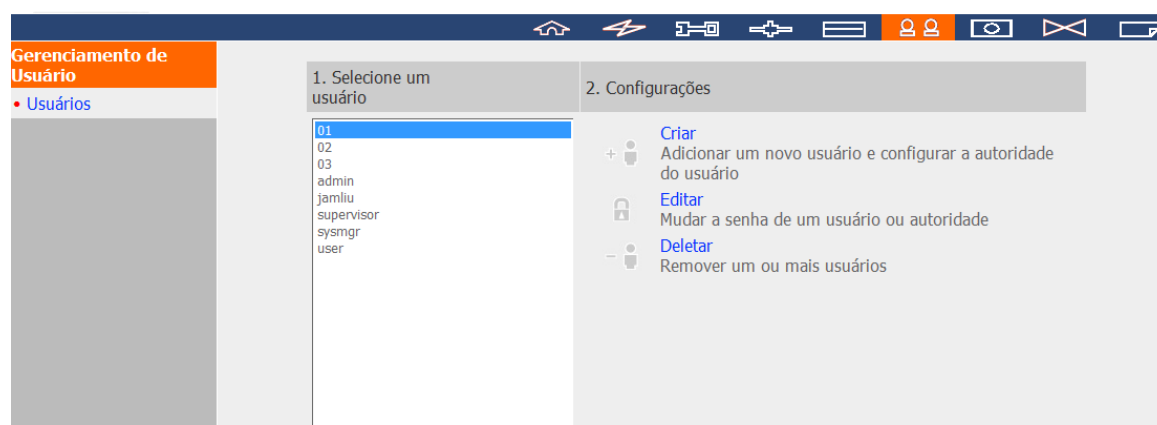 Gerenciamento de
Usuário
• Usuários
1. Selecione um
usuário
2. Configurações
01
02
03
admin
jamliu
supervisor
sysmgr
user
Criar
Adicionar um novo usuário e configurar a autoridade
do usuário
Editar
Mudar a senha de um usuário ou autoridade
Deletar
Remover um ou mais usuários